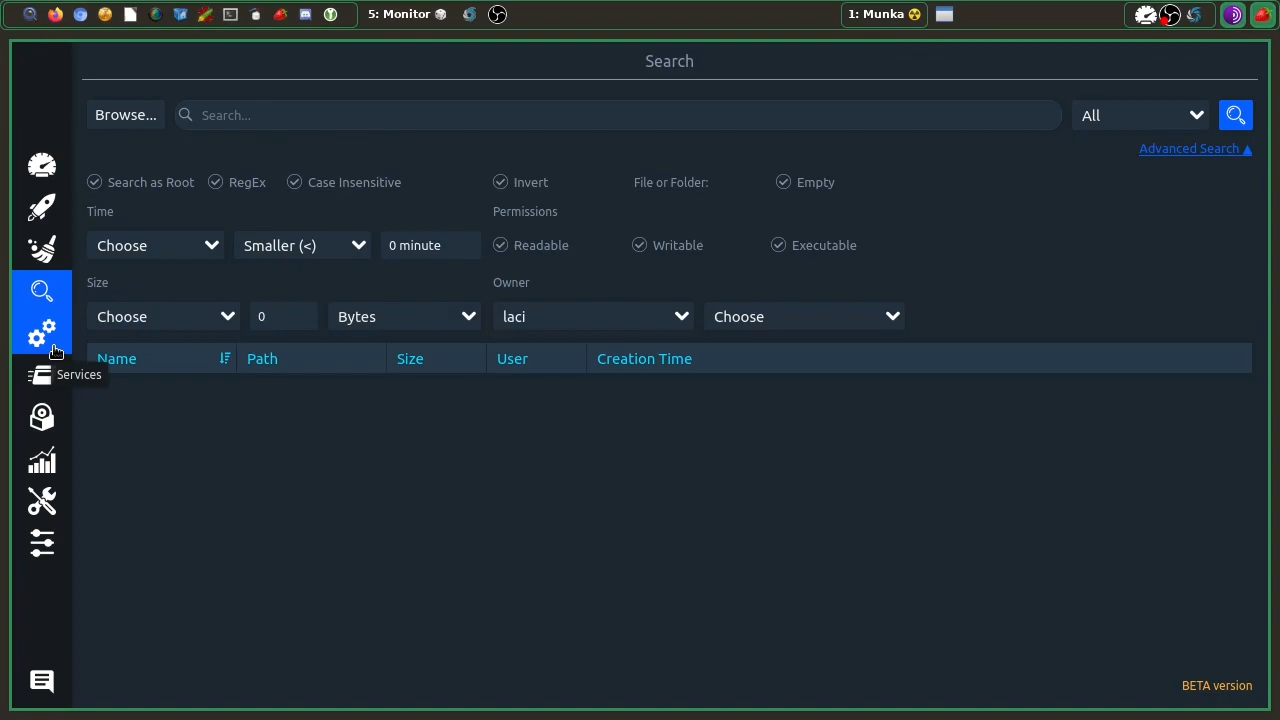 5: Monitor
1: Munka
Search
Browse...
Search...
All
Advanced Search ▲
Search as Root
RegEx
Case Insensitive
Invert
File or Folder:
Empty
Time
Permissions
Choose
Smaller (<)
0 minute
Readable
Writable
Executable
Size
Owner
Choose
0
Bytes
laci
Choose
Name
Path
Size
User
Creation Time
Services
BETA version